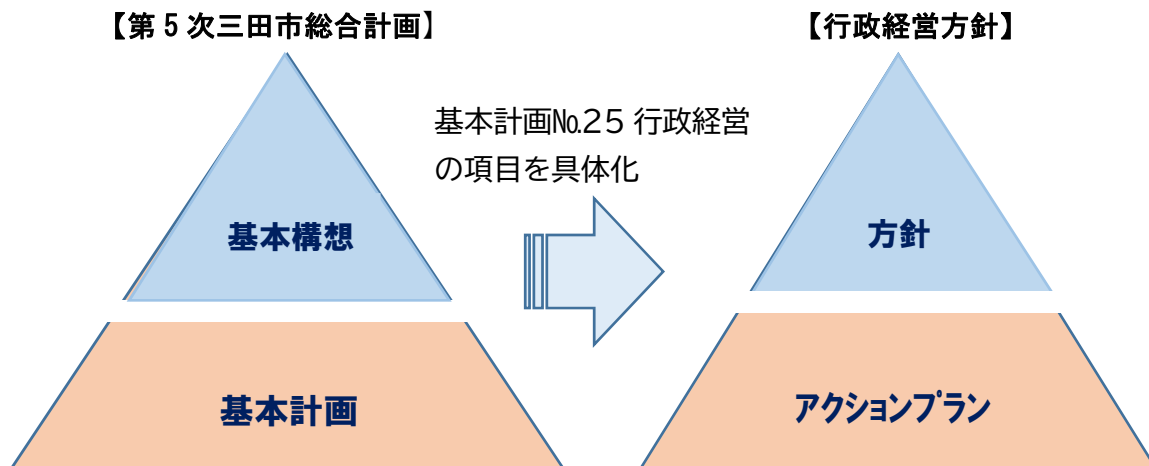 【第５次三田市総合計画】
【行政経営方針】
基本計画№25 行政経営
の項目を具体化
基本構想
方針
基本計画
アクションプラン